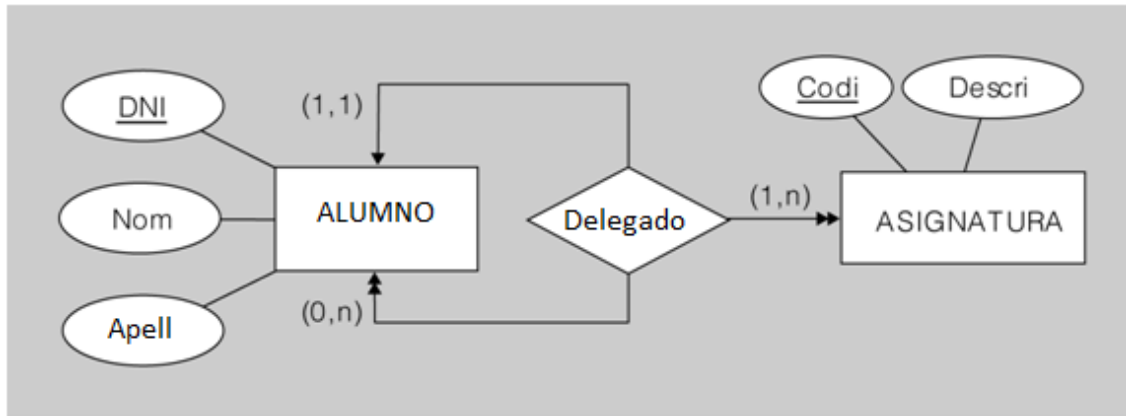 DNI
Nom
Apell
ALUMNO
(1,1)
(0,n)
Delegado
(1,n)
Codi
Descri
ASIGNATURA